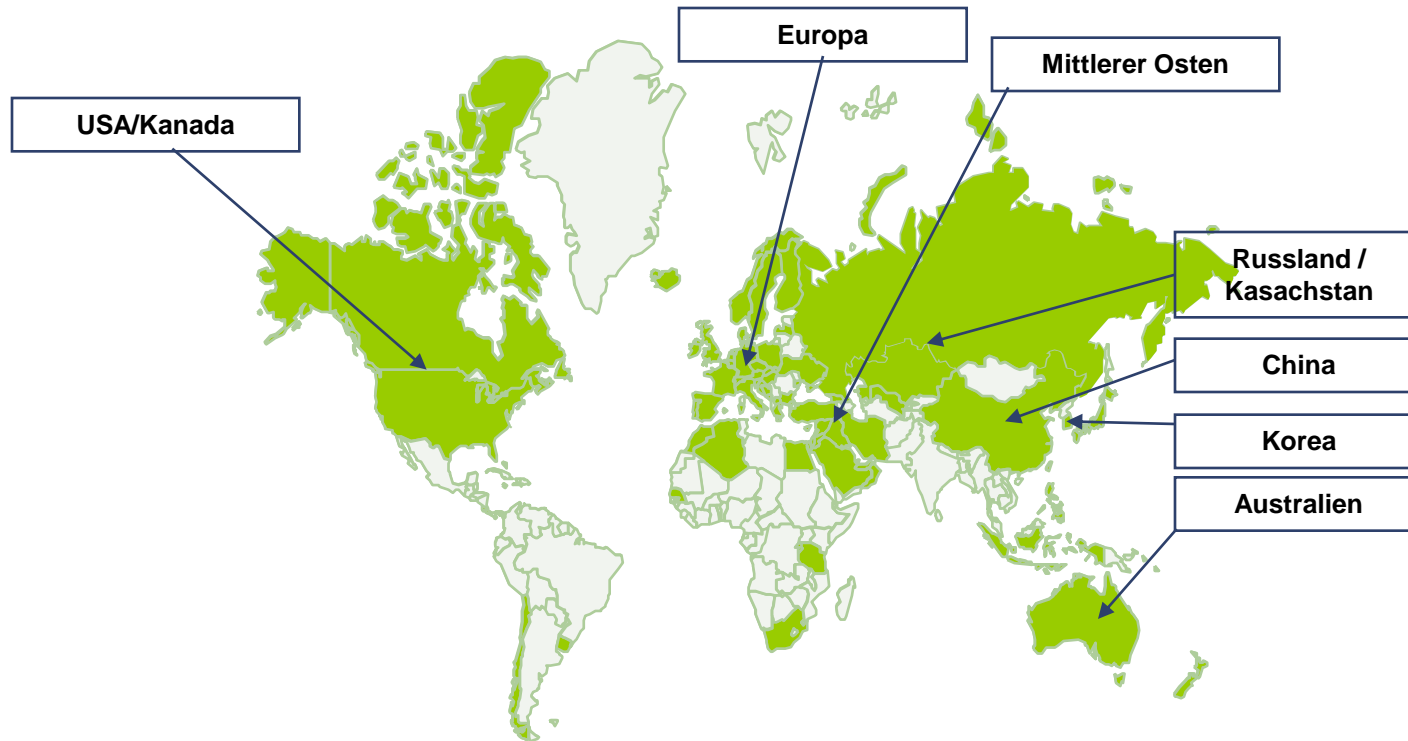 Europa
Mittlerer Osten
USA/Kanada
Russland /
Kasachstan
China
Korea
Australien